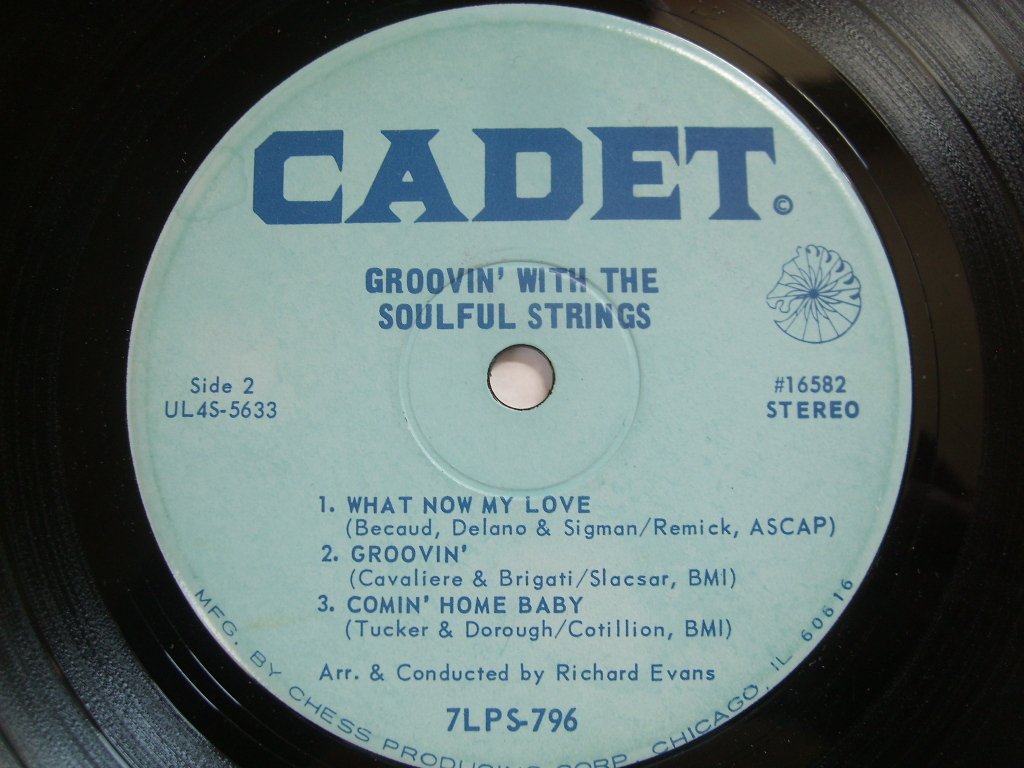 CADET ©
GROOVIN' WITH THE
SOULFUL STRINGS
Side 2
UL4S-5633
#16582
STEREO
1. WHAT NOW MY LOVE
(Becaud, Delano & Sigman/Remick, ASCAP)
2. GROOVIN'
(Cavaliere & Brigati/Slacsar, BMI)
3. COMIN' HOME BABY
(Tucker & Dorough/Cotillion, BMI)
Arr. & Conducted by Richard Evans
7LPS-796
MFG. BY CHESS PRODUCING CORP. CHICAGO, IL 60616